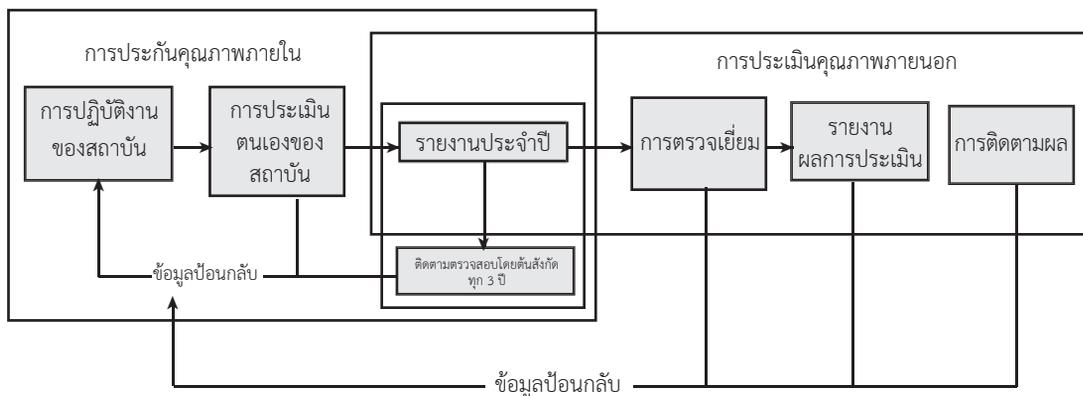 การประกันคุณภาพภายใน
การประเมินคุณภาพภายนอก
การปฏิบัติงาน
ของสถาบัน
การประเมิน
ตนเองของ
สถาบัน
รายงานประจำปี
การตรวจเยี่ยม
รายงาน
ผลการประเมิน
การติดตามผล
ติดตามตรวจสอบโดยต้นสังกัด
ทุก 3 ปี
ข้อมูลป้อนกลับ
ข้อมูลป้อนกลับ